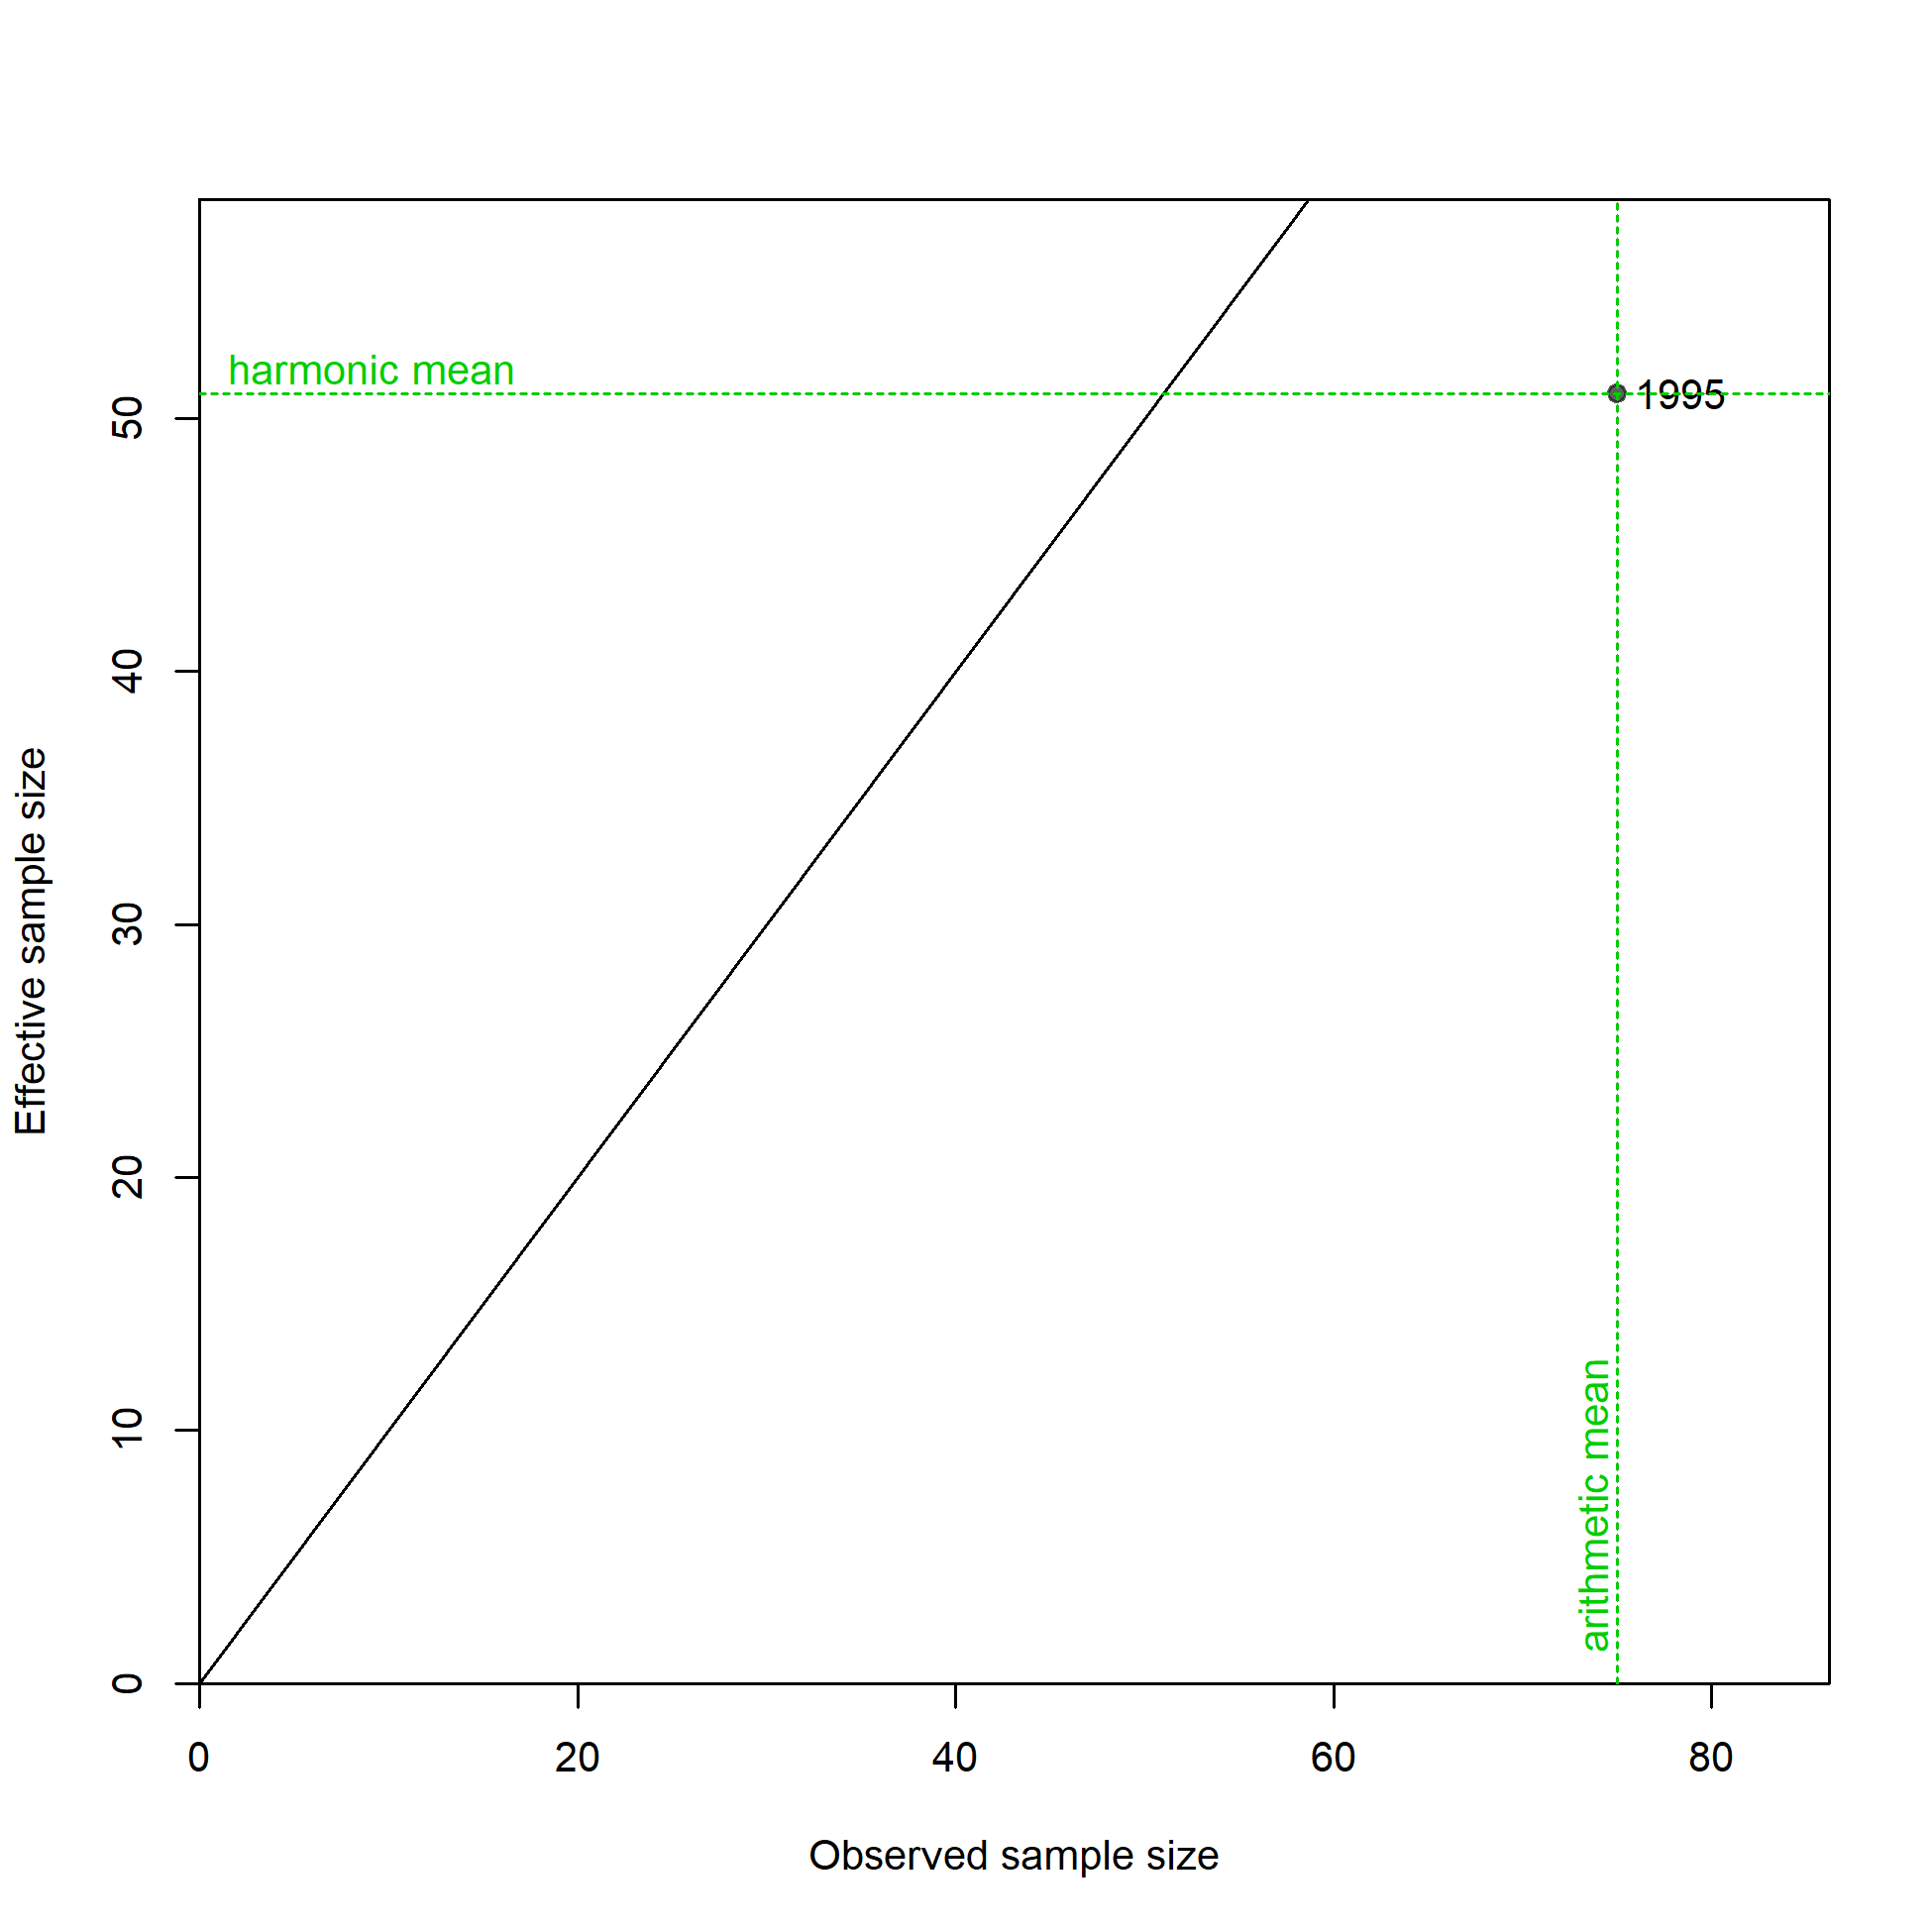 harmonic mean
1995
arithmetic mean
Effective sample size
50
40
30
20
10
0
0 20 40 60 80
Observed sample size